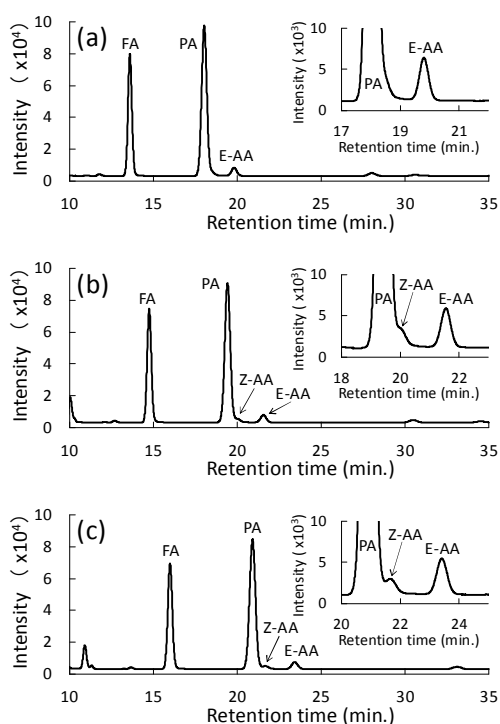 (a)
FA
PA
E-AA
Intensity ( x10⁴)
10
8
6
4
2
0
10 15 20 25 30 35
Retention time (min.)
Intensity ( x10³)
10
5
0
PA
E-AA
17 19 21
Retention time (min.)
(b)
FA
PA
Z-AA
E-AA
Intensity ( x10⁴)
10
8
6
4
2
0
10 15 20 25 30 35
Retention time (min.)
Intensity ( x10³)
10
5
0
PA
Z-AA
E-AA
18 20 22
Retention time (min.)
(c)
FA
PA
Z-AA
E-AA
Intensity ( x10⁴)
10
8
6
4
2
0
10 15 20 25 30 35
Retention time (min.)
Intensity ( x10³)
10
5
0
PA
Z-AA
E-AA
20 22 24
Retention time (min.)